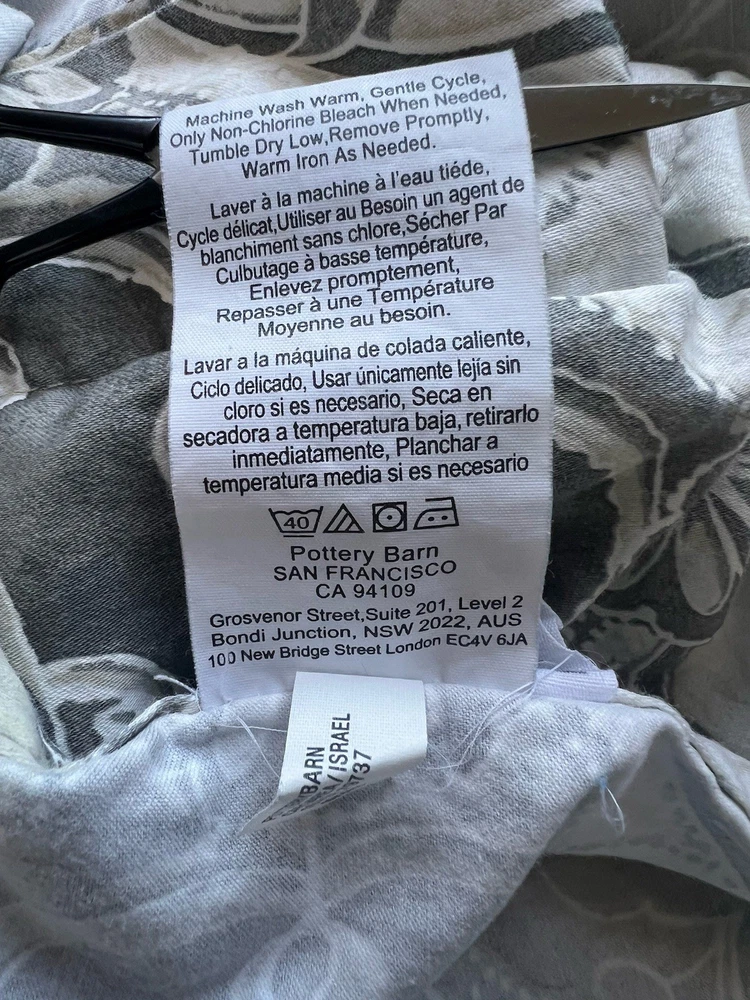 Machine Wash Warm, Gentle Cycle,
Only Non-Chlorine Bleach When Needed,
Tumble Dry Low,Remove Promptly,
Warm Iron As Needed.
Laver à la machine à l'eau tiéde,
Cycle délicat,Utiliser au Besoin un agent de
blanchiment sans chlore,Sécher Par
Culbutage à basse température,
Enlevez promptement,
Repasser à une Température
Moyenne au besoin.
Lavar a la máquina de colada caliente,
Ciclo delicado, Usar únicamente lejía sin
cloro si es necesario, Seca en
secadora a temperatura baja, retirarlo
inmediatamente, Planchar a
temperatura media si es necesario
40
Pottery Barn
SAN FRANCISCO
CA 94109
Grosvenor Street,Suite 201, Level 2
Bondi Junction, NSW 2022, AUS
100 New Bridge Street London EC4V 6JA
BARN
/ISRAEL
737